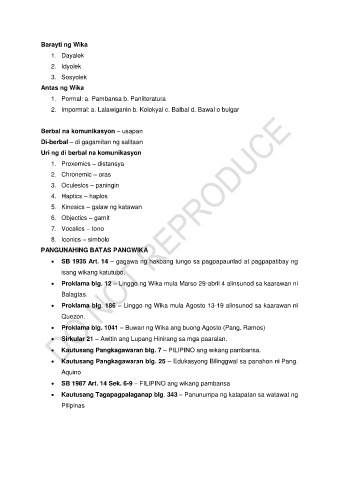 Barayti ng Wika
1. Dayalek
2. Idyolek
3. Sosyolek
Antas ng Wika
1. Pormal: a. Pambansa b. Panliteratura
2. Impormal: a. Lalawiganin b. Kolokyal c. Balbal d. Bawal o bulgar
Berbal na komunikasyon – usapan
Di-berbal – di gagamitan ng salitaan
Uri ng di berbal na komunikasyon
1. Proxemics – distansya
2. Chronemic – oras
3. Oculesics – paningin
4. Haptics – haplos
5. Kinesics – galaw ng katawan
6. Objectics – gamit
7. Vocalics – tono
8. Iconics – simbolo
PANGUNAHING BATAS PANGWIKA
• SB 1935 Art. 14 – gagawa ng hakbang tungo sa pagpapaunlad at pagpapatibay ng
isang wikang katutubo.
• Proklama blg. 12 – Linggo ng Wika mula Marso 29-abril 4 alinsunod sa kaarawan ni
Balagtas.
• Proklama blg. 186 – Linggo ng Wika mula Agosto 13-19 alinsunod sa kaarawan ni
Quezon.
• Proklama blg. 1041 – Buwan ng Wika ang buong Agosto (Pang. Ramos)
• Sirkular 21 – Awitin ang Lupang Hinirang sa mga paaralan.
• Kautusang Pangkagawaran blg. 7 – PILIPINO ang wikang pambansa.
• Kautusang Pangkagawaran blg. 25 – Edukasyong Bilinggwal sa panahon ni Pang.
Aquino
• SB 1987 Art. 14 Sek. 6-9 – FILIPINO ang wikang pambansa
• Kautusang Tagapagpalaganap blg. 343 – Panunumpa ng katapatan sa watawat ng
Pilipinas
DO NOT REPRODUCE